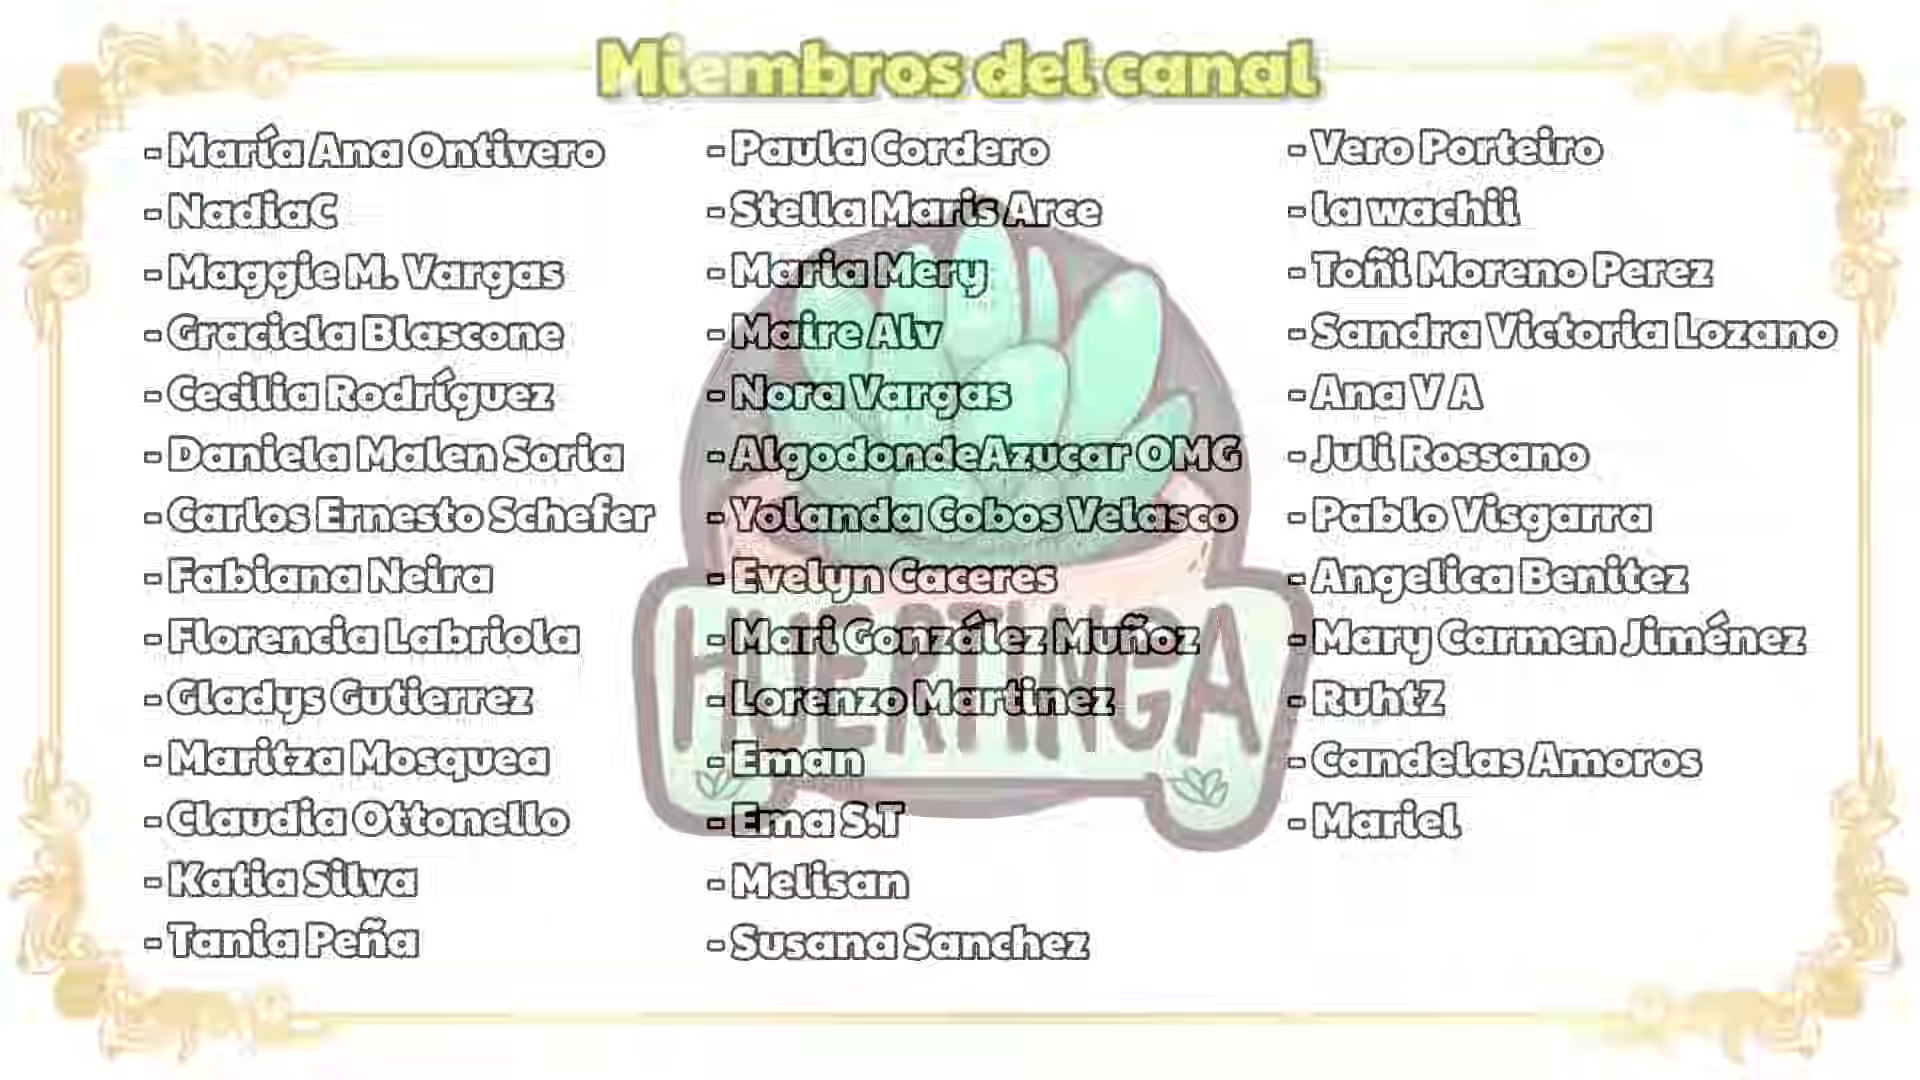 Miembros del canal
- María Ana Ontivero
- NadiaC
- Maggie M. Vargas
- Graciela Blascone
- Cecilia Rodríguez
- Daniela Malen Soria
- Carlos Ernesto Schefer
- Fabiana Neira
- Florencia Labriola
- Gladys Gutierrez
- Maritza Mosquea
- Claudia Ottonello
- Katia Silva
- Tania Peña
- Paula Cordero
- Stella Maris Arce
- Maria Mery
- Maire Alv
- Nora Vargas
- AlgodondeAzucar OMG
- Yolanda Cobos Velasco
- Evelyn Caceres
- Mari González Muñoz
- Lorenzo Martinez
- Eman
- Ema S.T
- Melisan
- Susana Sanchez
- Vero Porteiro
- la wachii
- Toñi Moreno Perez
- Sandra Victoria Lozano
- Ana V A
- Juli Rossano
- Pablo Visgarra
- Angelica Benitez
- Mary Carmen Jiménez
- RuhtZ
- Candelas Amoros
- Mariel
HUERTINGA